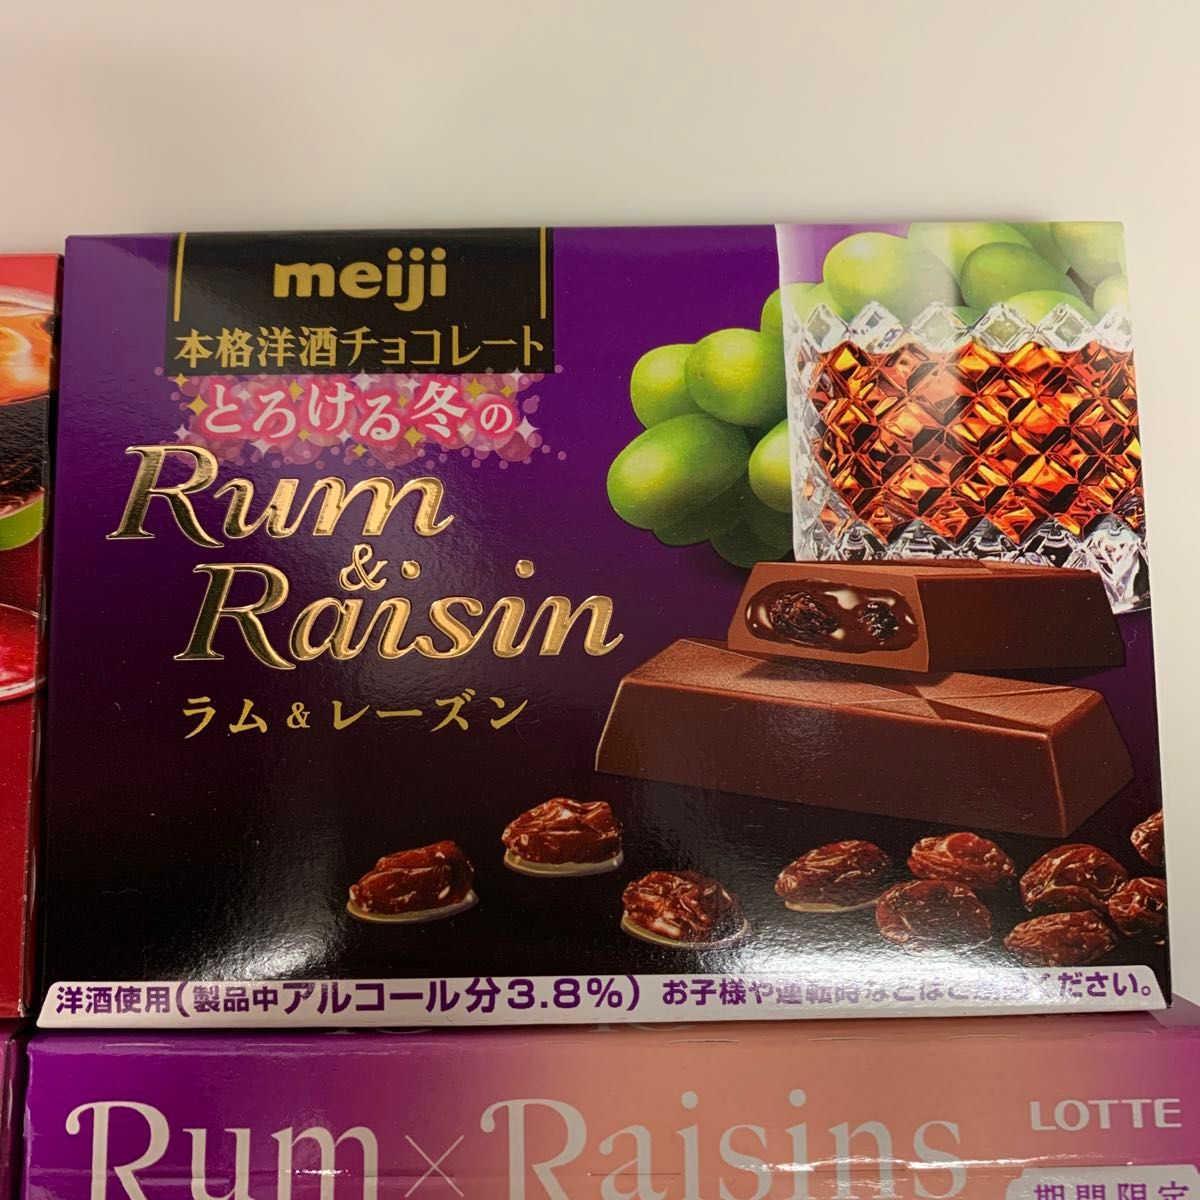 meiji
本格洋酒チョコレート
とろける冬の
Rum
&
Raisin
ラム&レーズン
洋酒使用(製品中アルコール分3.8%) お子様や運転時などはご遠慮ください。
Rum×Raisins
LOTTE
期間限定